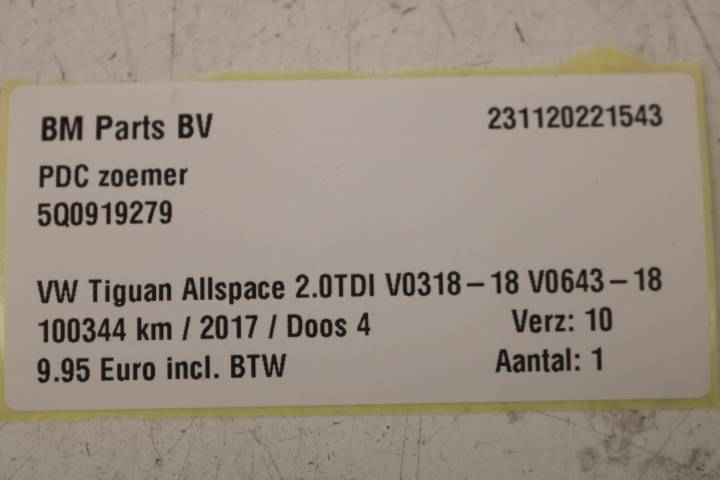 BM Parts BV 231120221543
PDC zoemer
5Q0919279
VW Tiguan Allspace 2.0TDI V0318-18 V0643-18
100344 km / 2017 / Doos 4 Verz: 10
9.95 Euro incl. BTW Aantal: 1